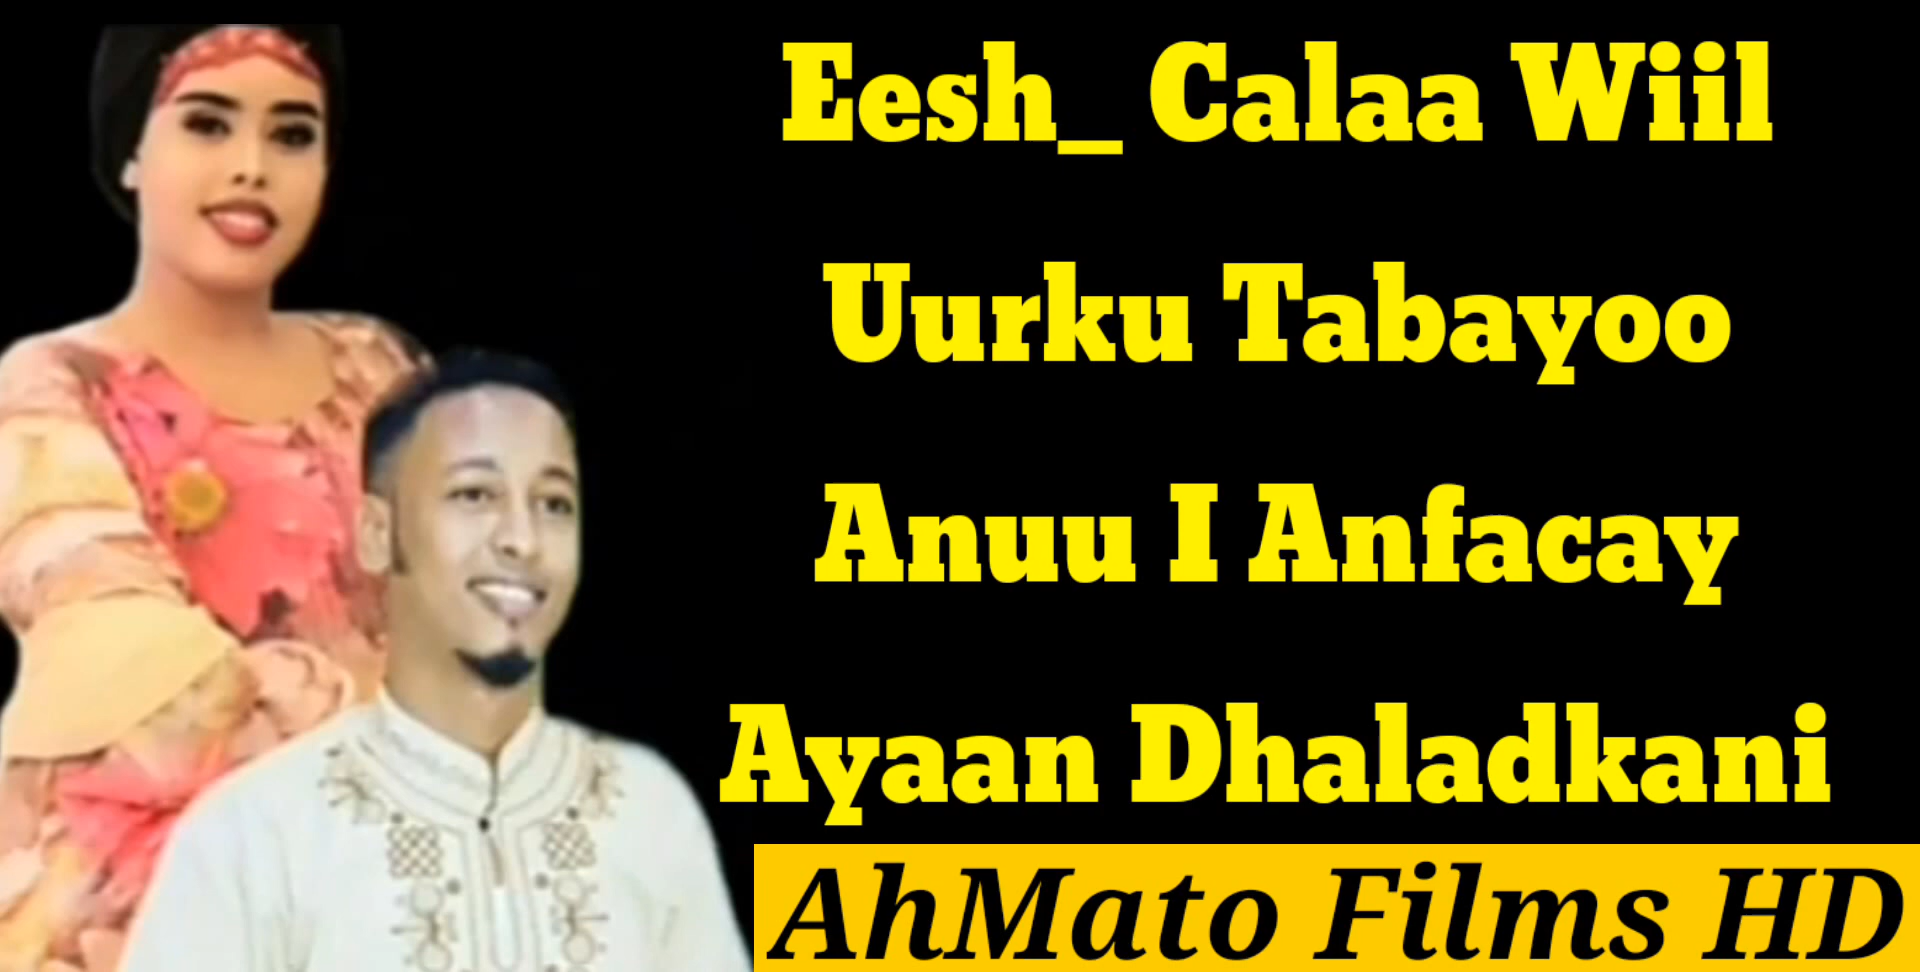 Eesh_ Calaa Wiil
Uurku Tabayoo
Anuu I Anfacay
Ayaan Dhaladkani
AhMato Films HD